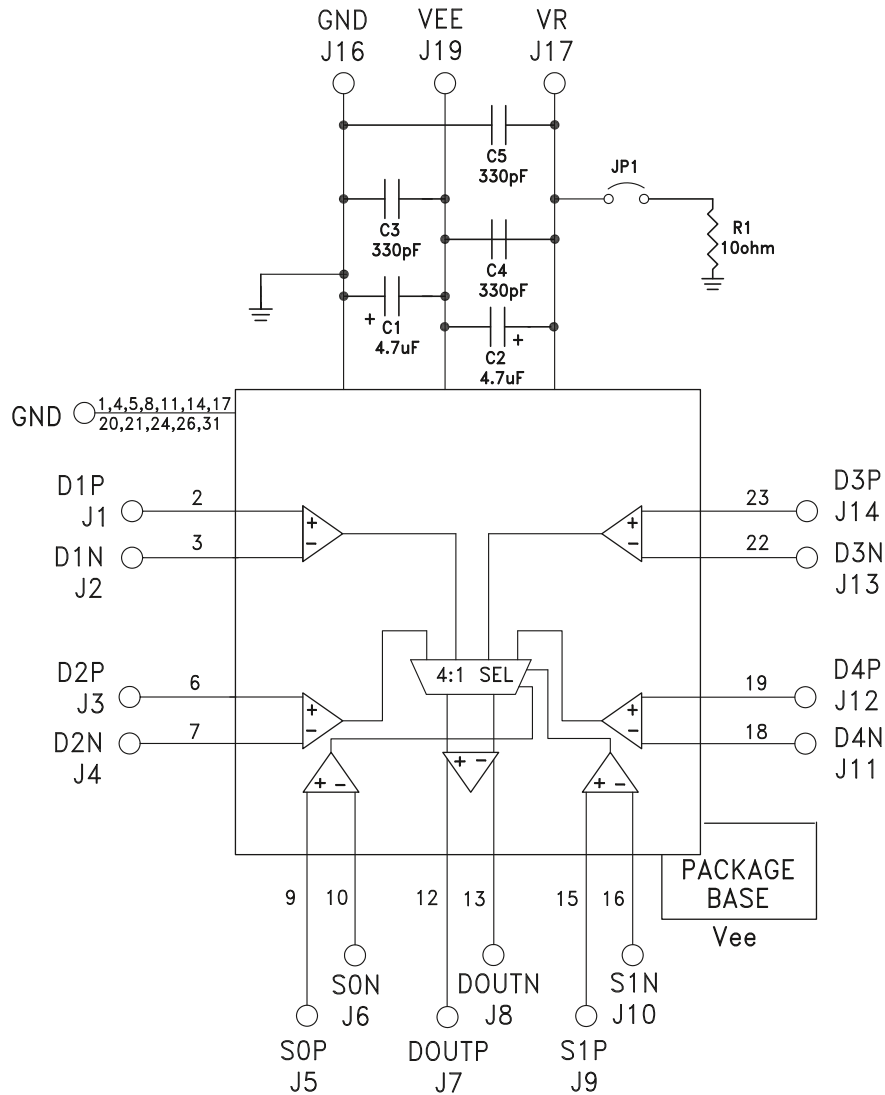 GND VEE VR
J16 J19 J17
C5
330pF
JP1
C3
330pF
R1
10ohm
C4
330pF
+ C1
4.7uF
C2 +
4.7uF
GND 1,4,5,8,11,14,17
20,21,24,26,31
D1P 2
J1
D1N 3
J2
+
−
23 D3P
J14
22 D3N
J13
+
−
4:1 SEL
D2P 6
J3
D2N 7
J4
+
−
19 D4P
J12
18 D4N
J11
+
−
+ − + − + −
PACKAGE
BASE
Vee
9 10 12 13 15 16
S0N DOUTN S1N
J6 J8 J10
S0P DOUTP S1P
J5 J7 J9